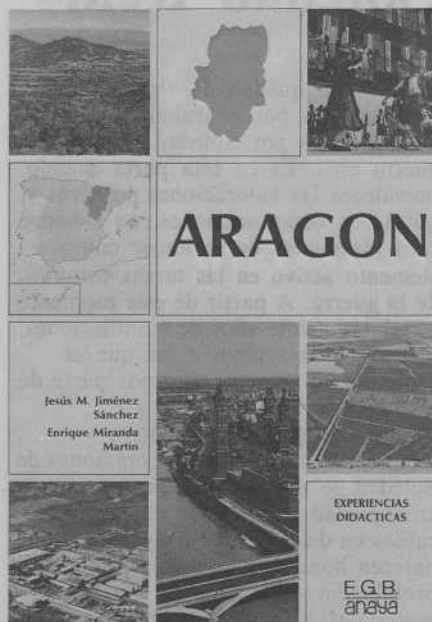 ARAGON
Jesús M. Jiménez
Sánchez
Enrique Miranda
Martín
EXPERIENCIAS
DIDACTICAS
E.G.B.
anaya